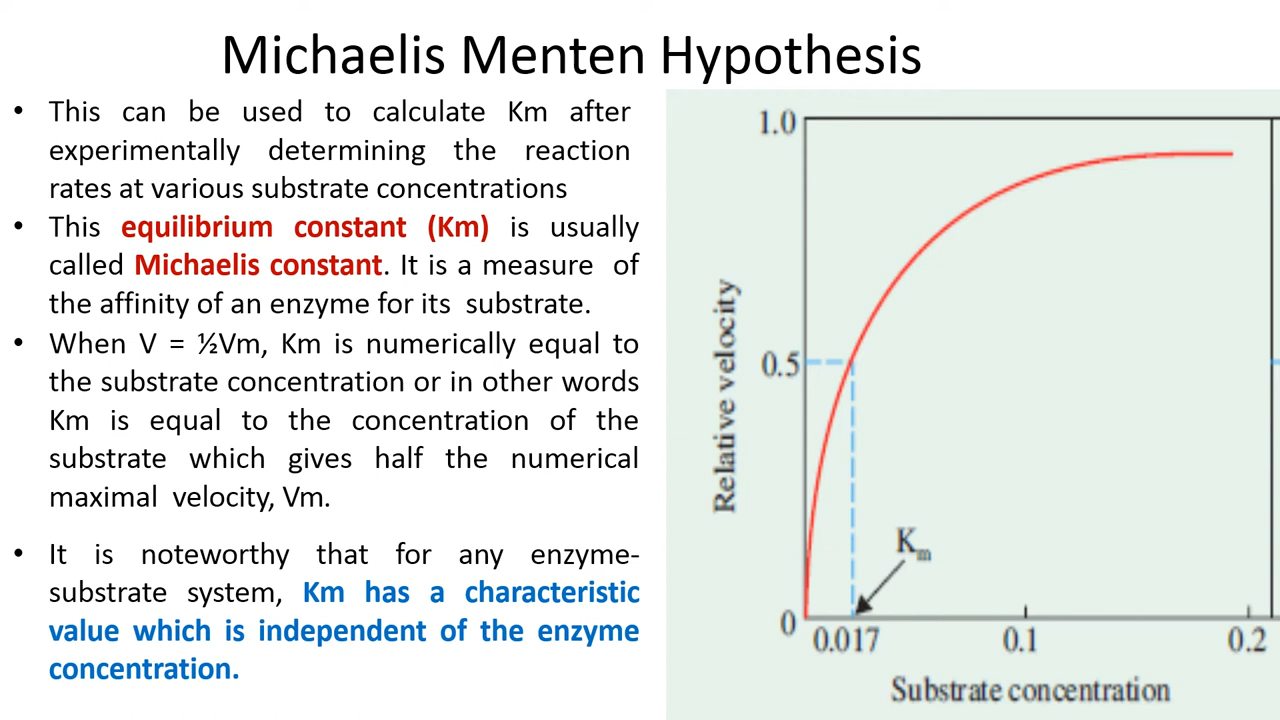 Michaelis Menten Hypothesis
• This can be used to calculate Km after
experimentally determining the reaction
rates at various substrate concentrations
• This equilibrium constant (Km) is usually
called Michaelis constant. It is a measure of
the affinity of an enzyme for its substrate.
• When V = ½Vm, Km is numerically equal to
the substrate concentration or in other words
Km is equal to the concentration of the
substrate which gives half the numerical
maximal velocity, Vm.
• It is noteworthy that for any enzyme-
substrate system, Km has a characteristic
value which is independent of the enzyme
concentration.
1.0
Relative velocity
0.5
Km
0
0.017 0.1 0.2
Substrate concentration